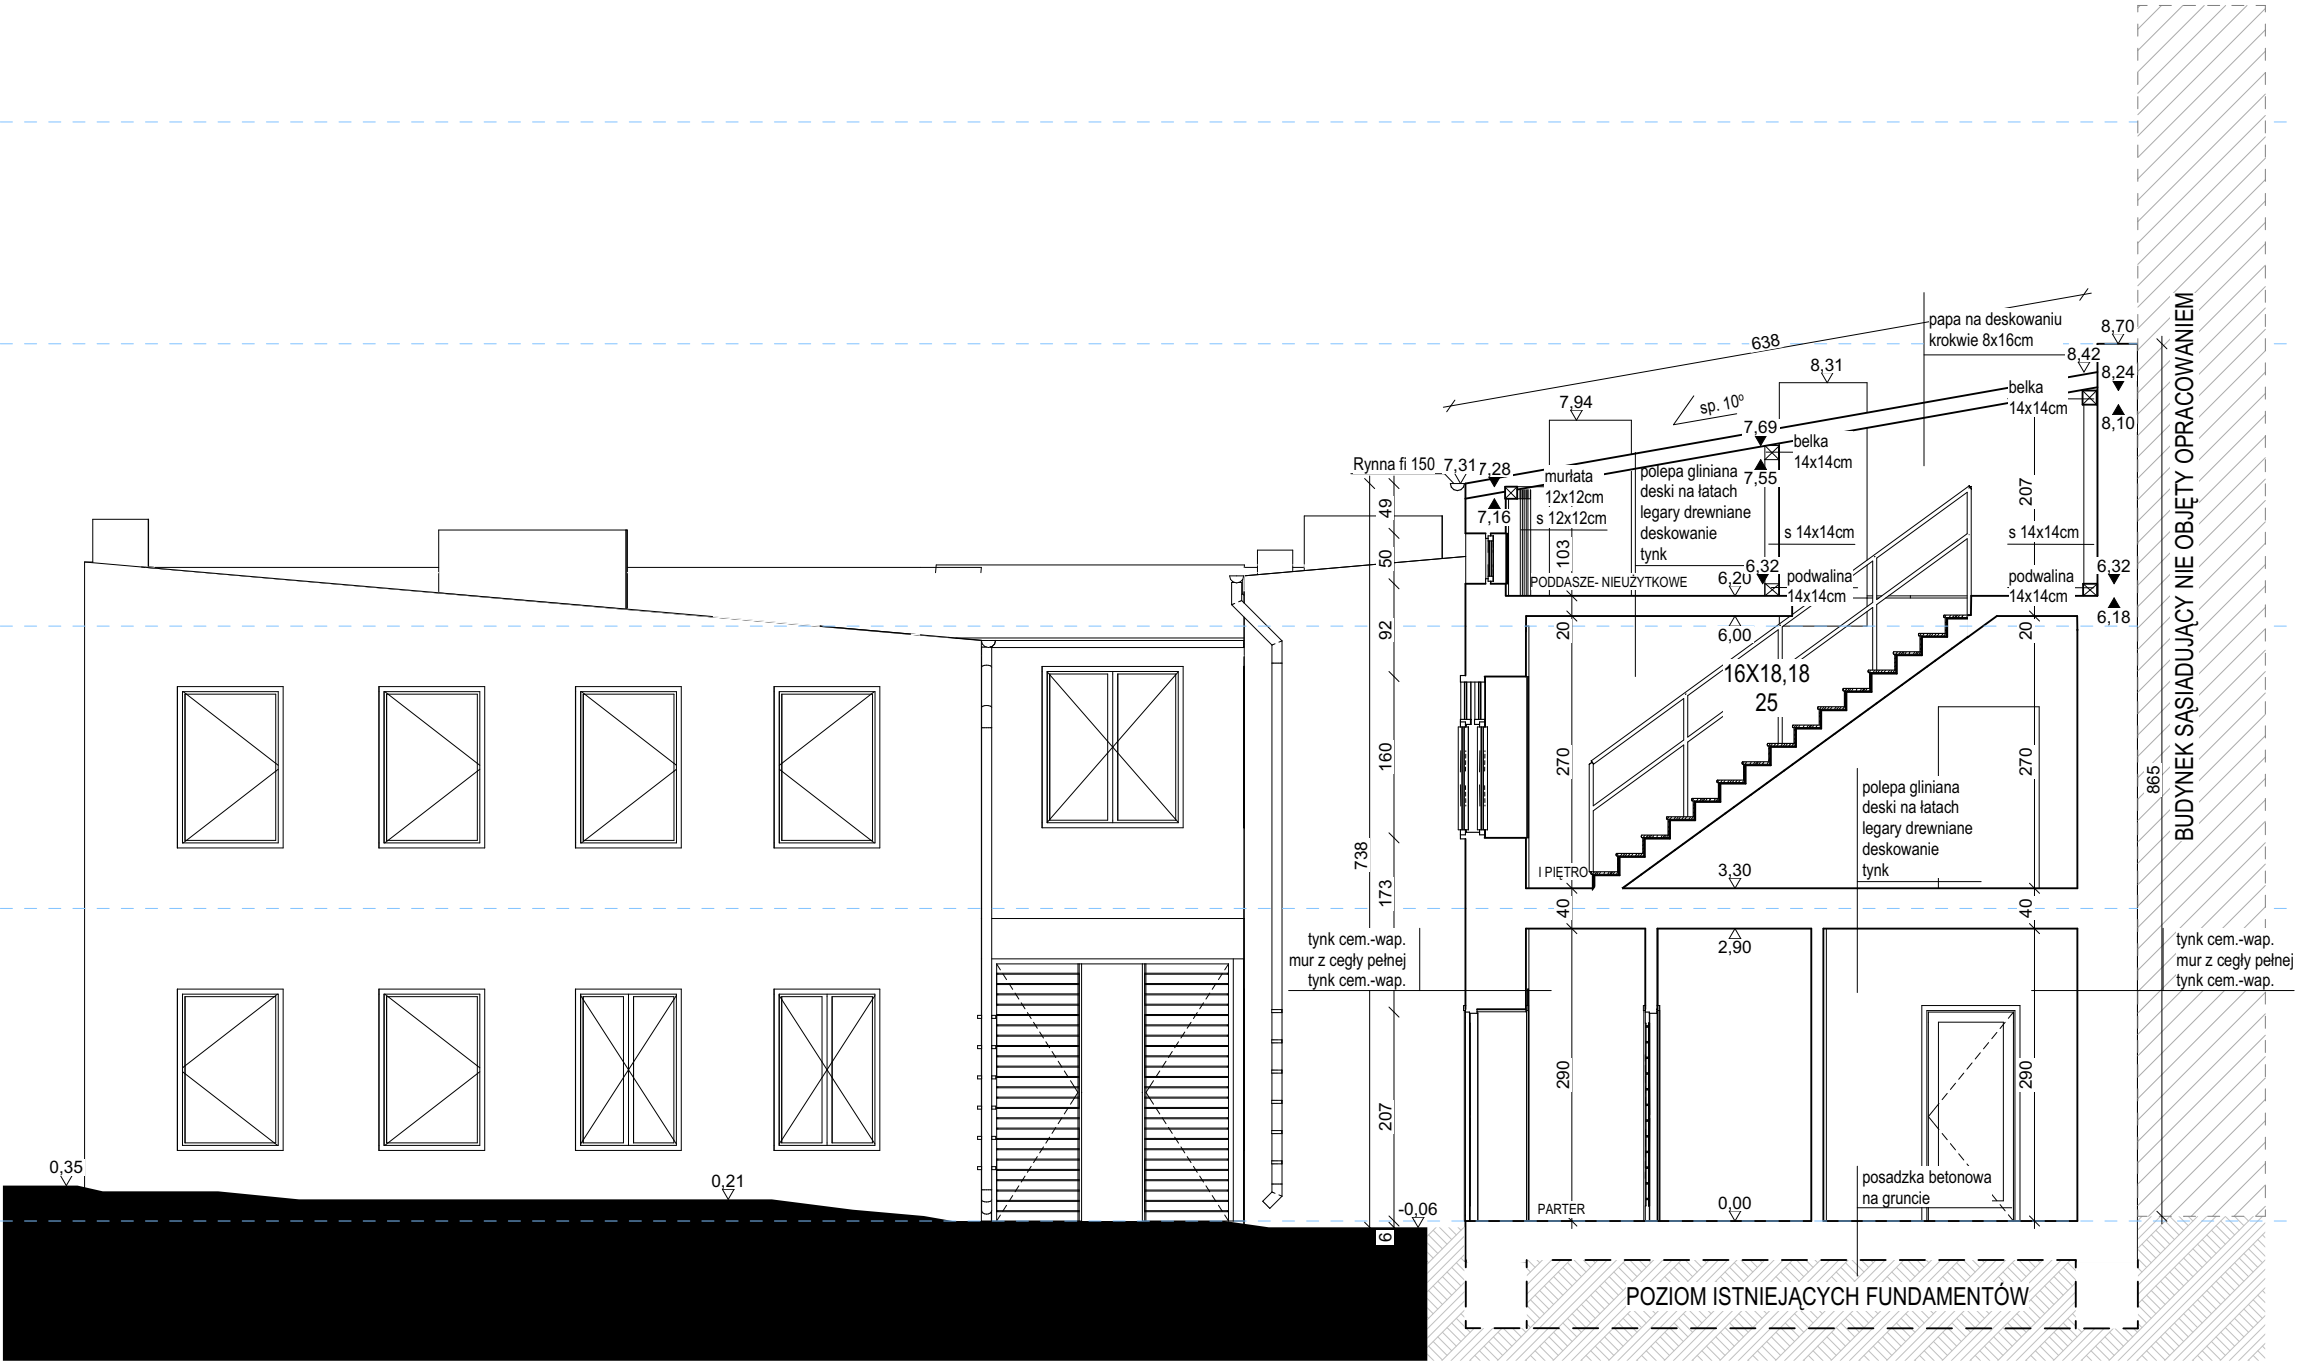 papa na deskowaniu
krokwie 8x16cm
8,70
638
8,42
8,31
8,24
belka
14x14cm
sp. 10º
7,94
8,10
7,69
belka
14x14cm
Rynna fi 150
7,31
7,28
7,55
murłata
12x12cm
polepa gliniana
deski na łatach
legary drewniane
deskowanie
tynk
7,16
s 12x12cm
s 14x14cm
207
s 14x14cm
49
50
103
PODDASZE- NIEUŻYTKOWE
6,20
6,32
podwalina
14x14cm
podwalina
14x14cm
6,32
6,18
92
20
6,00
20
16X18,18
25
BUDYNEK SĄSIADUJĄCY NIE OBJĘTY OPRACOWANIEM
865
160
270
270
polepa gliniana
deski na łatach
legary drewniane
deskowanie
tynk
738
173
I PIĘTRO
3,30
40
40
tynk cem.-wap.
mur z cegły pełnej
tynk cem.-wap.
2,90
tynk cem.-wap.
mur z cegły pełnej
tynk cem.-wap.
290
290
207
0,35
0,21
posadzka betonowa
na gruncie
-0,06
PARTER
0,00
6
POZIOM ISTNIEJĄCYCH FUNDAMENTÓW